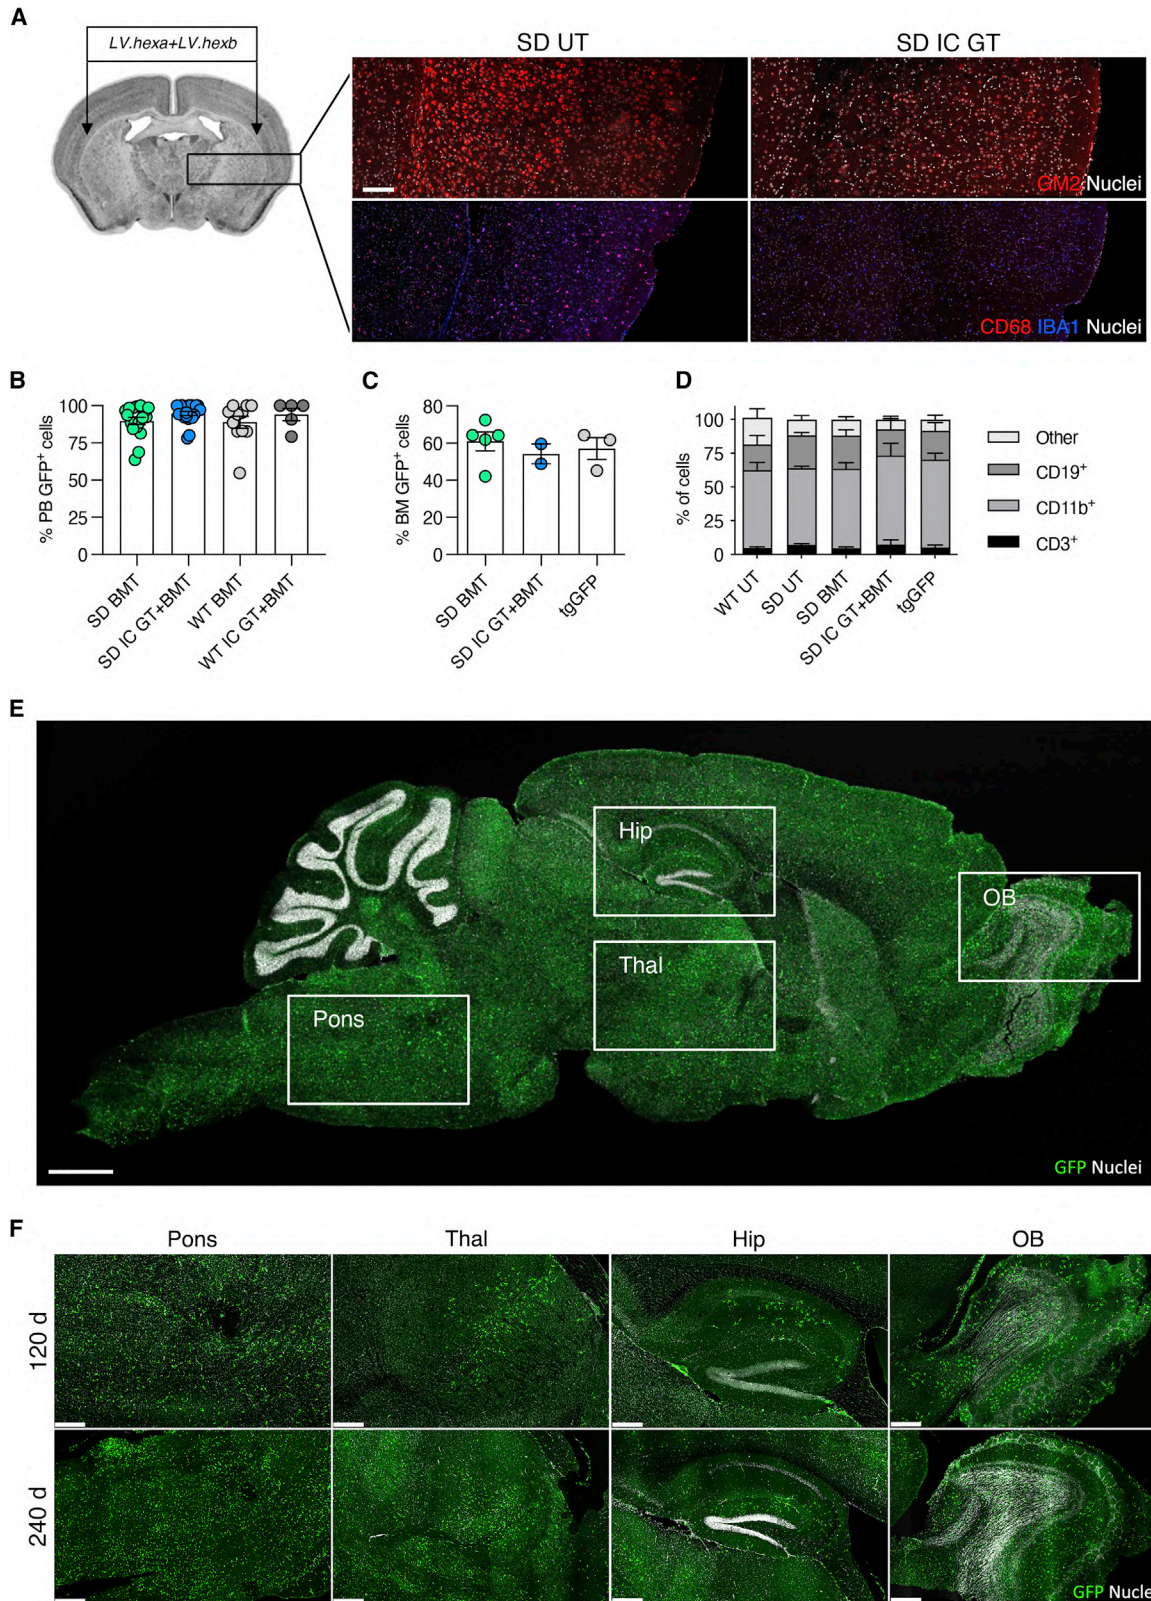 A
LV.hexa+LV.hexb
SD UT
SD IC GT
GM2 Nuclei
CD68 IBA1 Nuclei
B
% PB GFP+ cells
100
80
60
40
20
0
SD BMT
SD IC GT+BMT
WT BMT
WT IC GT+BMT
C
% BM GFP+ cells
80
60
40
20
0
SD BMT
SD IC GT+BMT
tgGFP
D
% of cells
100
75
50
25
0
WT UT
SD UT
SD BMT
SD IC GT+BMT
tgGFP
Other
CD19+
CD11b+
CD3+
E
Hip
OB
Thal
Pons
GFP Nuclei
F
Pons
Thal
Hip
OB
120 d
240 d
GFP Nucle